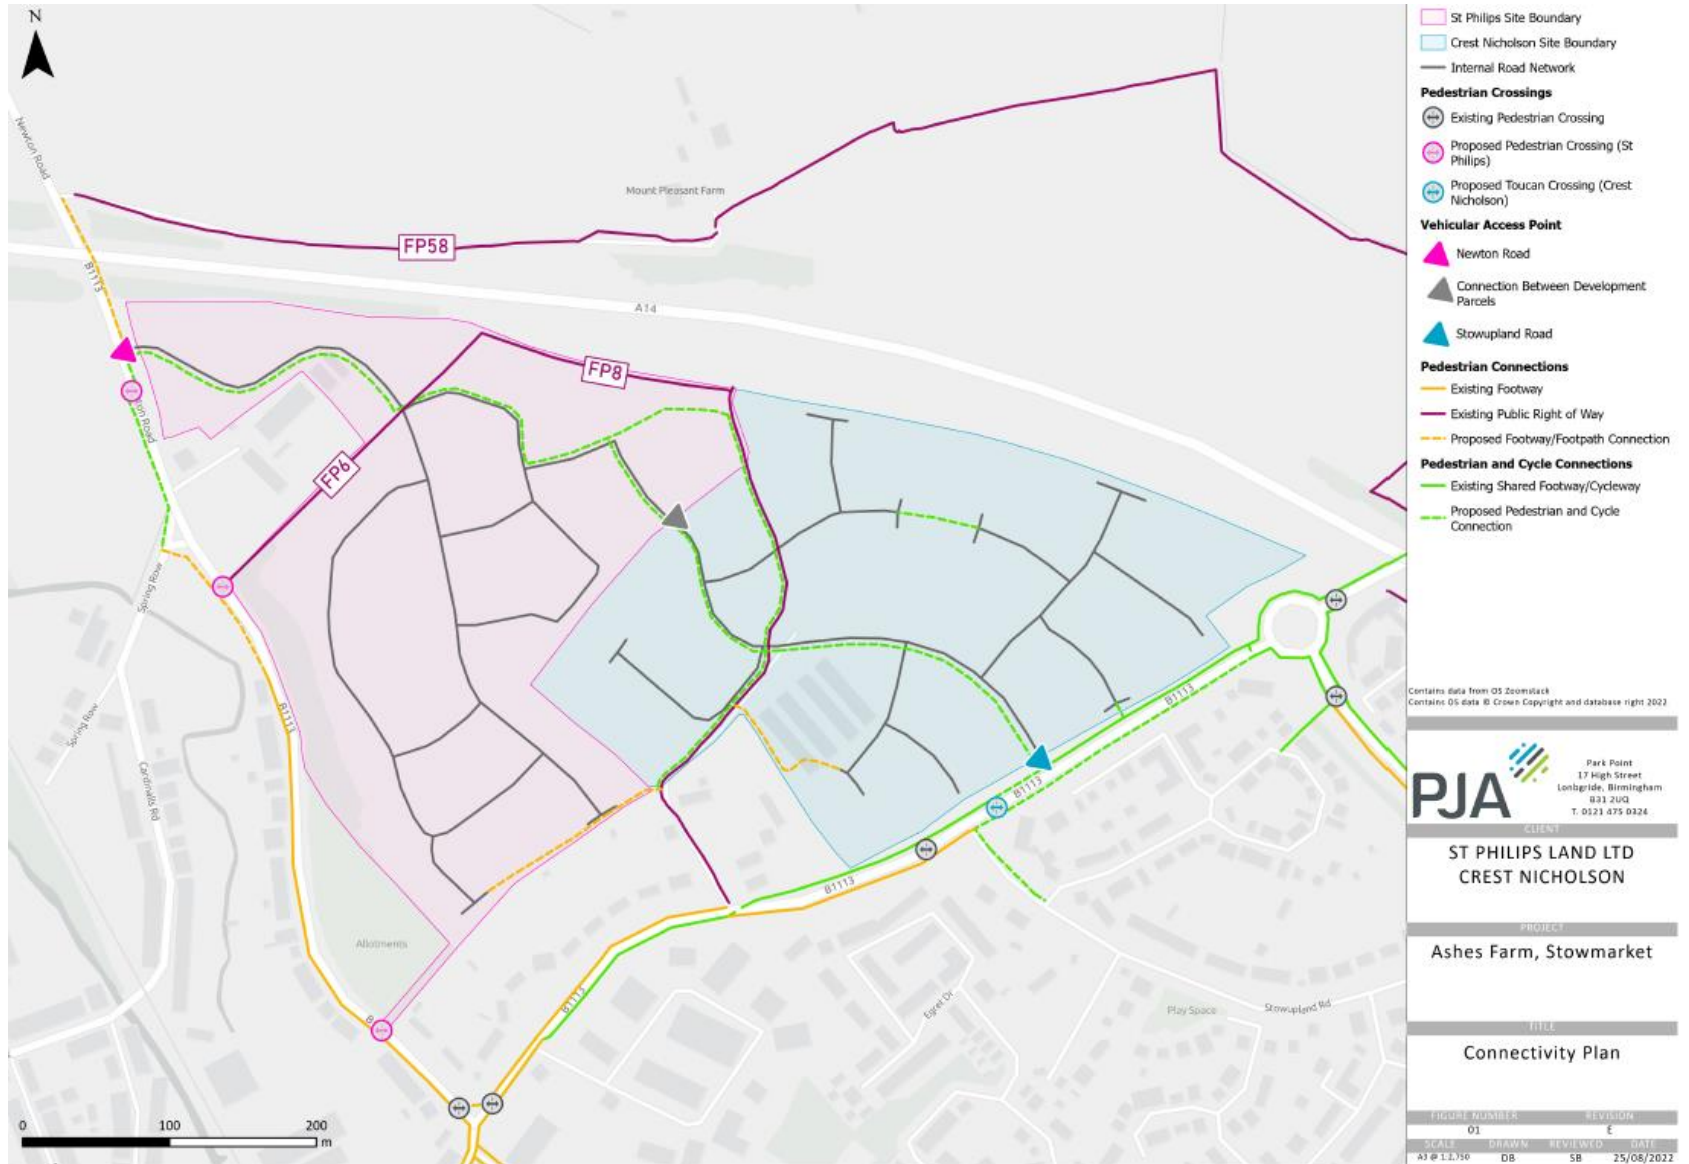 N
Newton Road
B1113
Mount Pleasant Farm
FP58
A14
FP8
FP6
Spring Row
Spring Row
B1113
Cardinalls Rd
Allotments
B1113
B1113
B1113
B1113
Egret Dr
Play Space
Stowupland Rd
0 100 200
m
St Philips Site Boundary
Crest Nicholson Site Boundary
Internal Road Network
Pedestrian Crossings
Existing Pedestrian Crossing
Proposed Pedestrian Crossing (St
Philips)
Proposed Toucan Crossing (Crest
Nicholson)
Vehicular Access Point
Newton Road
Connection Between Development
Parcels
Stowupland Road
Pedestrian Connections
Existing Footway
Existing Public Right of Way
Proposed Footway/Footpath Connection
Pedestrian and Cycle Connections
Existing Shared Footway/Cycleway
Proposed Pedestrian and Cycle
Connection
Contains data from OS Zoomstack
Contains OS data © Crown Copyright and database right 2022
PJA
Park Point
17 High Street
Longbridge, Birmingham
B31 2UQ
T. 0121 475 0324
CLIENT
ST PHILIPS LAND LTD
CREST NICHOLSON
PROJECT
Ashes Farm, Stowmarket
TITLE
Connectivity Plan
FIGURE NUMBER REVISION
01 E
SCALE DRAWN REVIEWED DATE
A3 @ 1:2,750 DB SB 25/08/2022